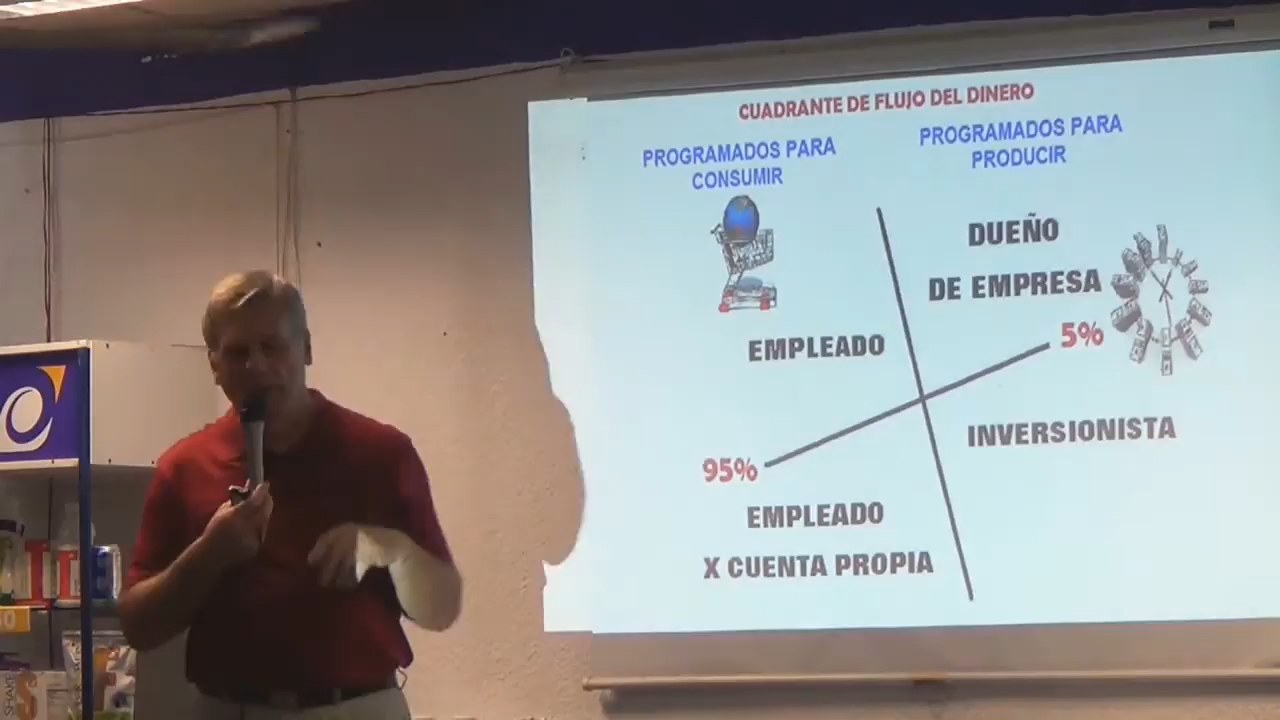 CUADRANTE DE FLUJO DEL DINERO
PROGRAMADOS PARA
CONSUMIR
PROGRAMADOS PARA
PRODUCIR
DUEÑO
DE EMPRESA
EMPLEADO
5%
95%
INVERSIONISTA
EMPLEADO
X CUENTA PROPIA
SHAKE